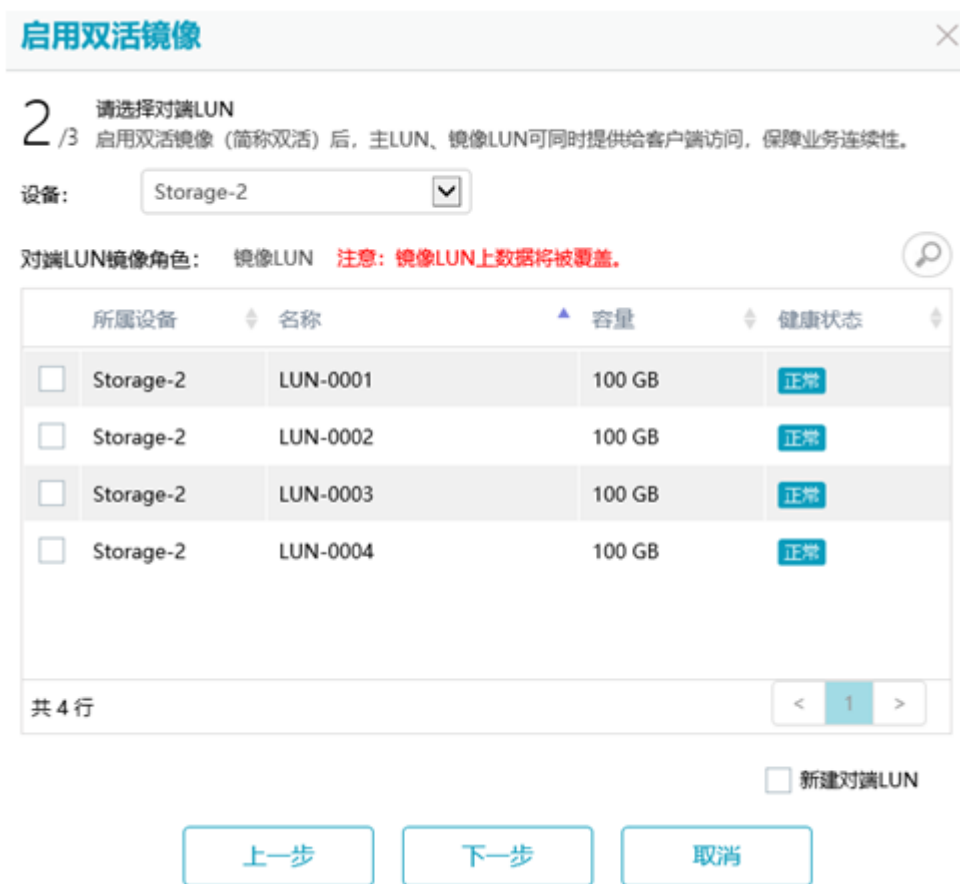 启用双活镜像
2/3 请选择对端LUN
启用双活镜像（简称双活）后，主LUN、镜像LUN可同时提供给客户端访问，保障业务连续性。
设备： Storage-2
对端LUN镜像角色： 镜像LUN 注意：镜像LUN上数据将被覆盖。
所属设备 名称 容量 健康状态
Storage-2 LUN-0001 100 GB 正常
Storage-2 LUN-0002 100 GB 正常
Storage-2 LUN-0003 100 GB 正常
Storage-2 LUN-0004 100 GB 正常
共 4 行 < 1 >
新建对端LUN
上一步 下一步 取消